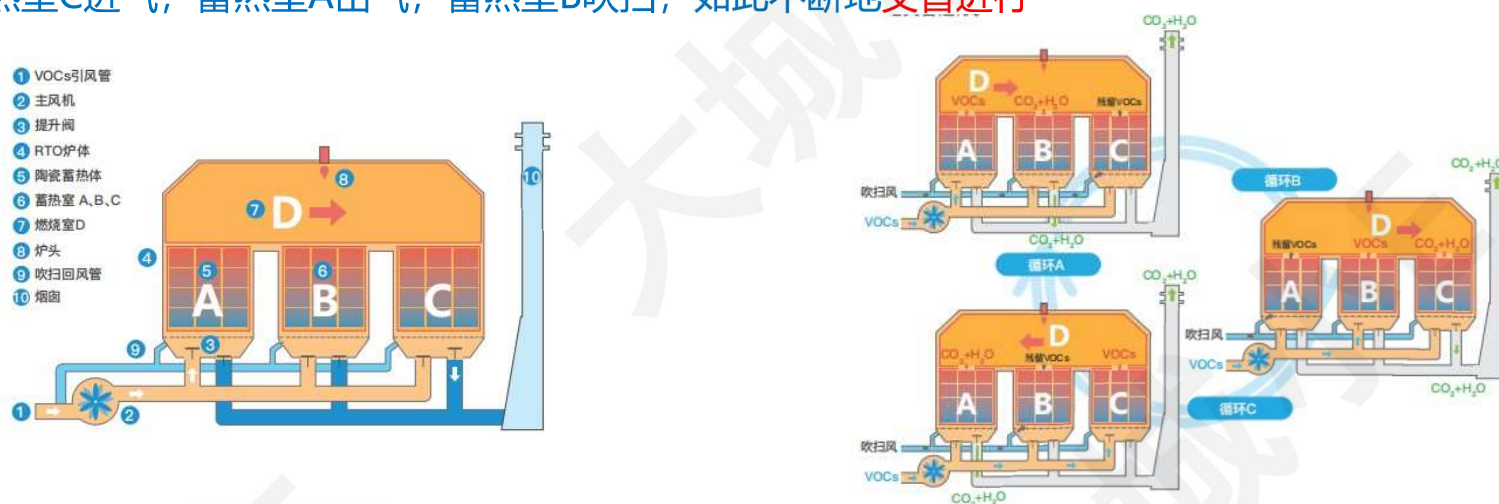 热室C进气，蓄热室A出气，蓄热室B吹扫，如此不断地交替进行
1 VOCs引风管
2 主风机
3 提升阀
4 RTO炉体
5 陶瓷蓄热体
6 蓄热室 A、B、C
7 燃烧室D
8 炉头
9 吹扫回风管
10 烟囱
10
8
7 D
4
5
6
A
B
C
9
3
1
2
CO₂+H₂O
D
VOCs
CO₂+H₂O
残留VOCs
A
B
C
吹扫风
VOCs
CO₂+H₂O
循环A
循环B
CO₂+H₂O
D
残留VOCs
VOCs
CO₂+H₂O
A
B
C
吹扫风
VOCs
CO₂+H₂O
循环C
CO₂+H₂O
D
CO₂+H₂O
残留VOCs
VOCs
A
B
C
吹扫风
VOCs
CO₂+H₂O
大城